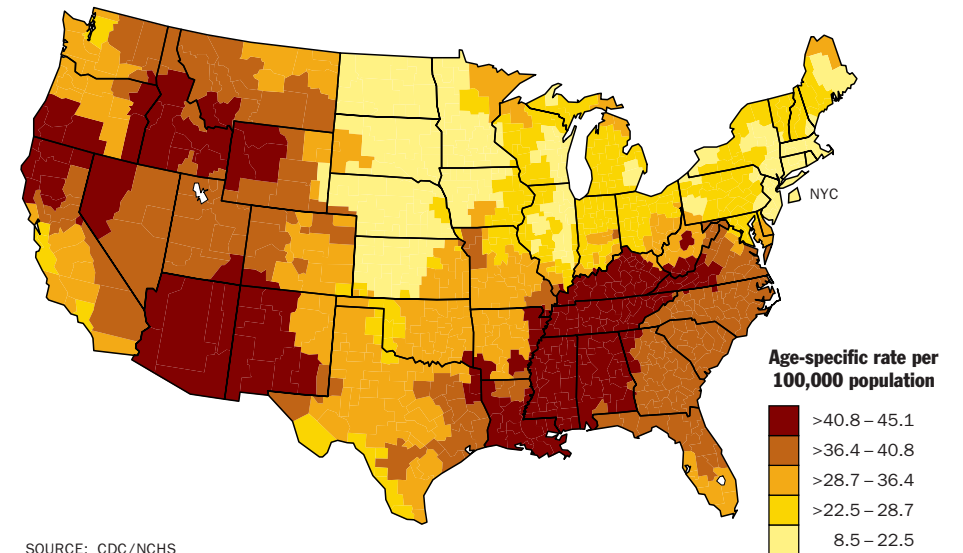 NYC
Age-specific rate per
100,000 population
>40.8 – 45.1
>36.4 – 40.8
>28.7 – 36.4
>22.5 – 28.7
8.5 – 22.5
SOURCE: CDC/NCHS